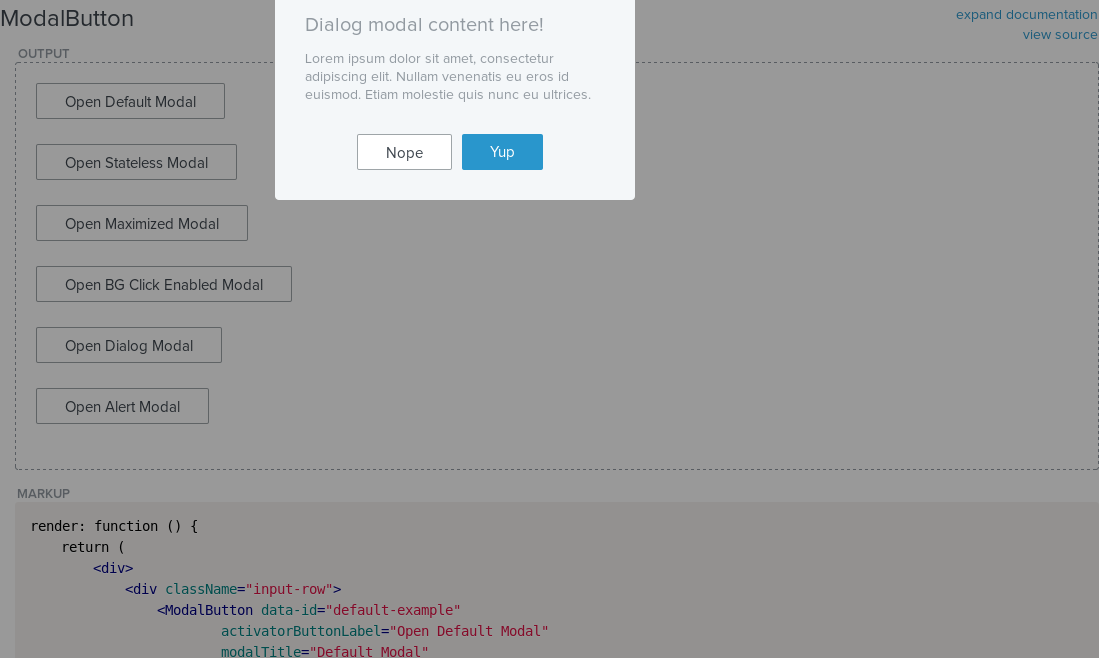 ModalButton
expand documentation
view source
OUTPUT
Dialog modal content here!
Lorem ipsum dolor sit amet, consectetur
adipiscing elit. Nullam venenatis eu eros id
euismod. Etiam molestie quis nunc eu ultrices.
Nope
Yup
Open Default Modal
Open Stateless Modal
Open Maximized Modal
Open BG Click Enabled Modal
Open Dialog Modal
Open Alert Modal
MARKUP
render: function () {
    return (
        <div>
            <div className="input-row">
                <ModalButton data-id="default-example"
                        activatorButtonLabel="Open Default Modal"
                        modalTitle="Default Modal"